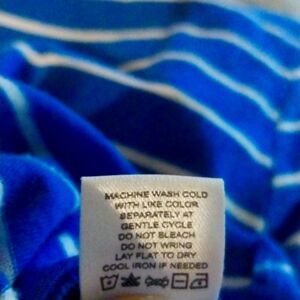 MACHINE WASH COLD
WITH LIKE COLOR
SEPARATELY AT
GENTLE CYCLE
DO NOT BLEACH
DO NOT WRING
LAY FLAT TO DRY
COOL IRON IF NEEDED